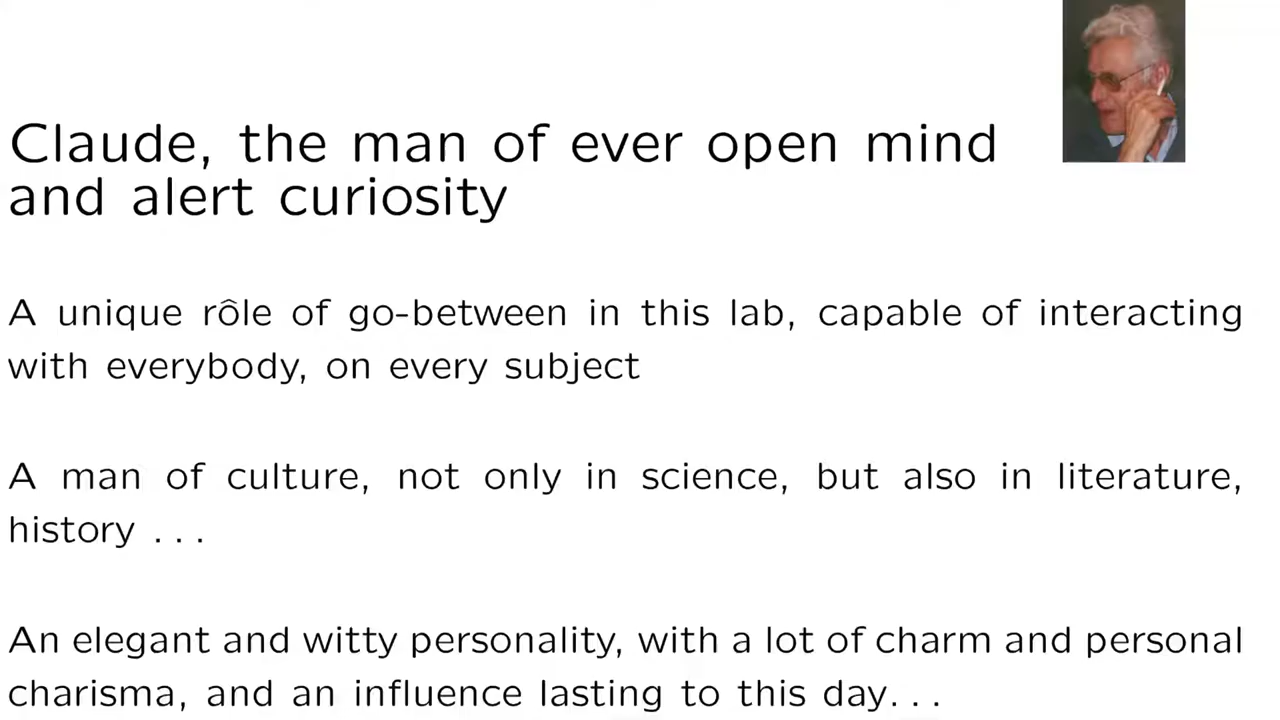 Claude, the man of ever open mind
and alert curiosity
A unique rôle of go-between in this lab, capable of interacting
with everybody, on every subject
A man of culture, not only in science, but also in literature,
history . . .
An elegant and witty personality, with a lot of charm and personal
charisma, and an influence lasting to this day. . .